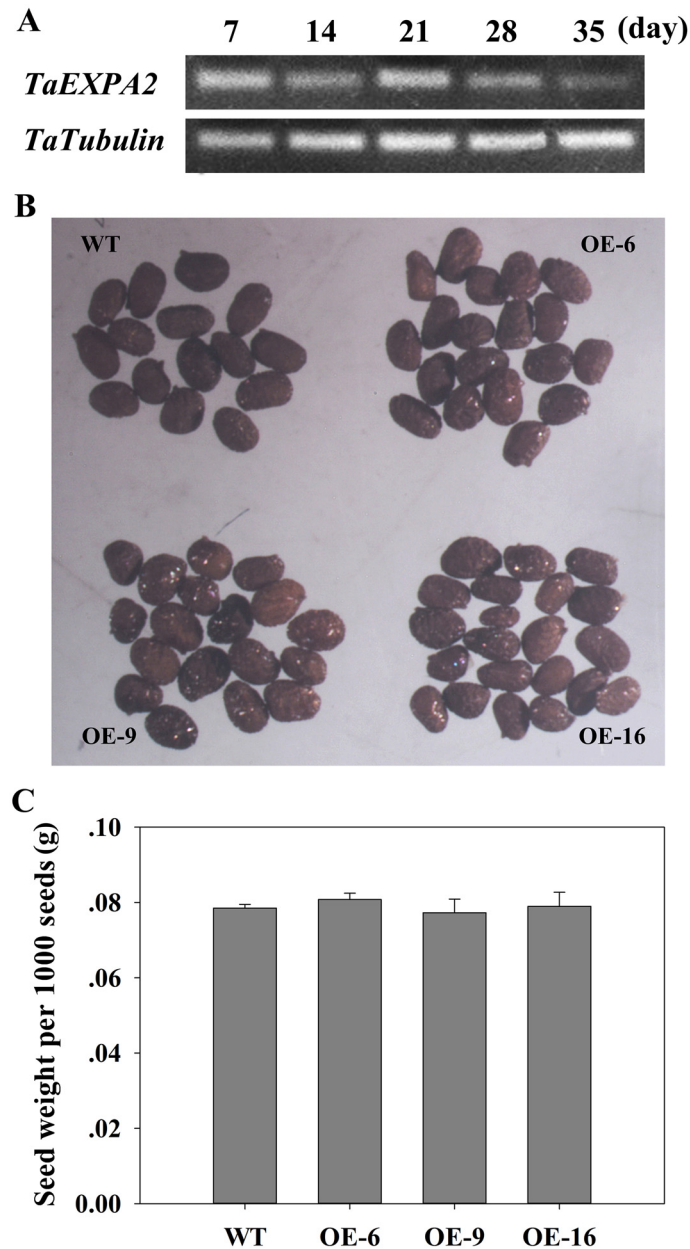 A
7 14 21 28 35 (day)
TaEXPA2
TaTubulin
B
WT OE-6
OE-9 OE-16
C
Seed weight per 1000 seeds (g)
.10
.08
.06
.04
.02
0.00
WT OE-6 OE-9 OE-16